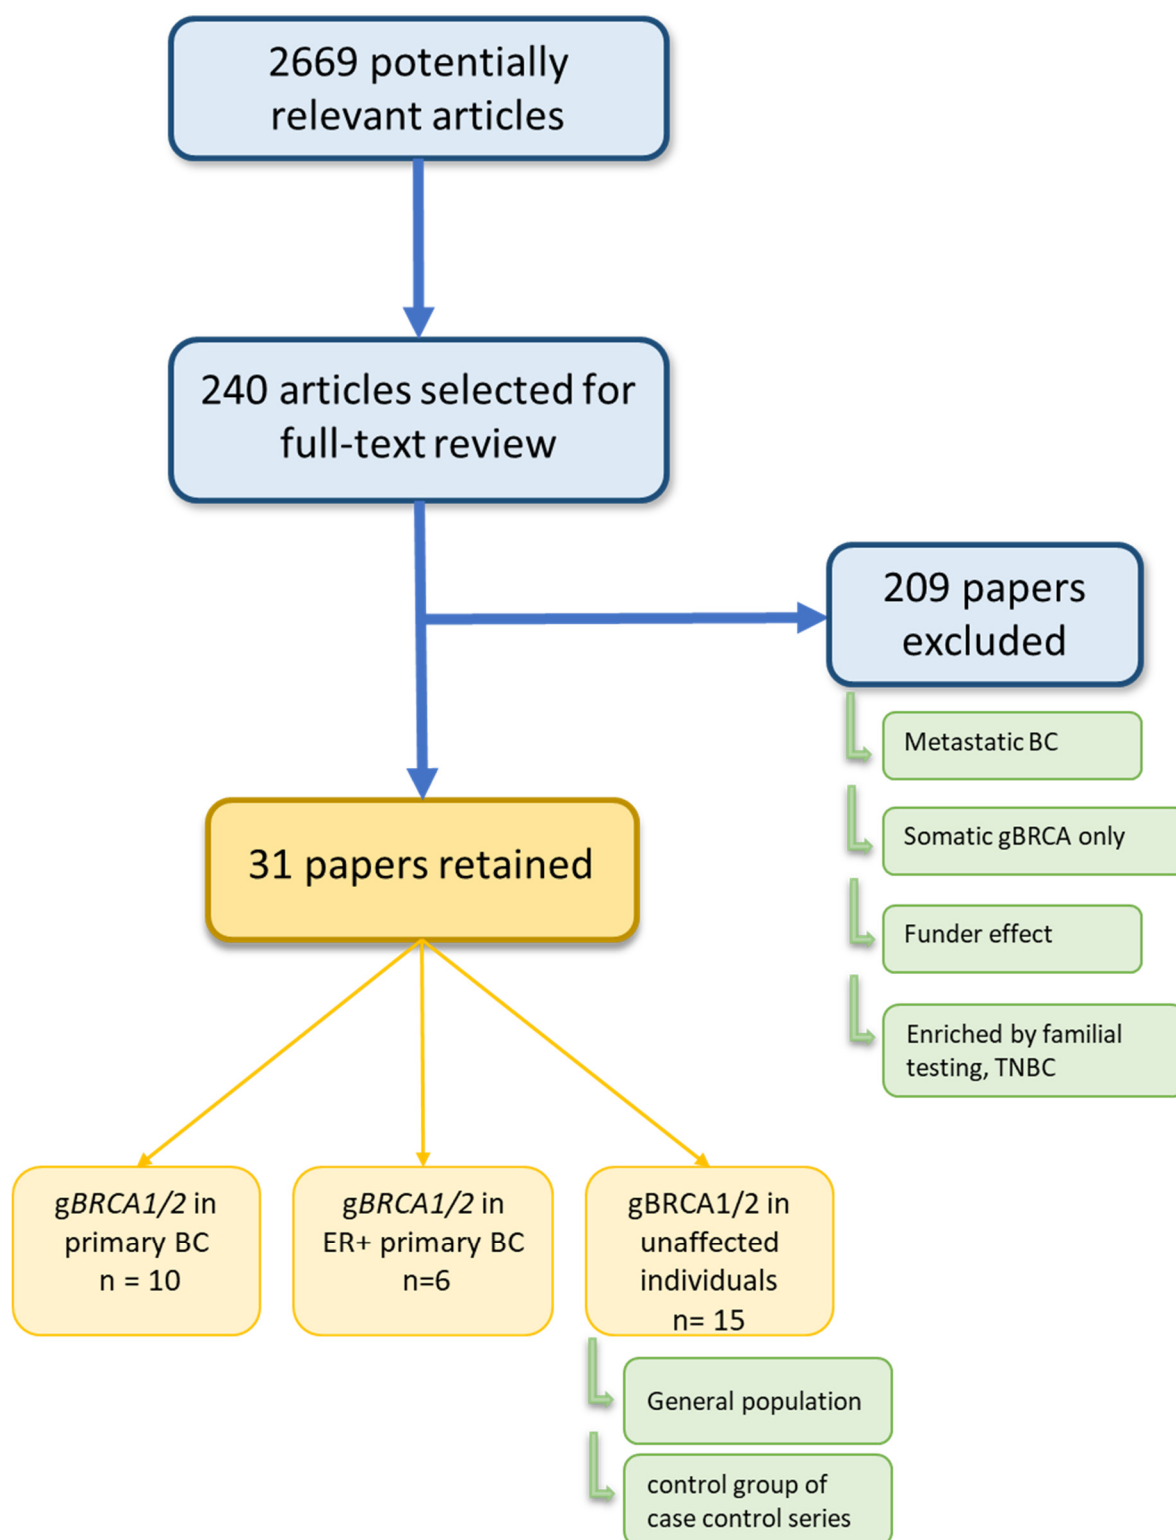 2669 potentially
relevant articles
240 articles selected for
full-text review
209 papers
excluded
Metastatic BC
Somatic gBRCA only
Funder effect
Enriched by familial
testing, TNBC
31 papers retained
gBRCA1/2 in
primary BC
n = 10
gBRCA1/2 in
ER+ primary BC
n=6
gBRCA1/2 in
unaffected
individuals
n= 15
General population
control group of
case control series